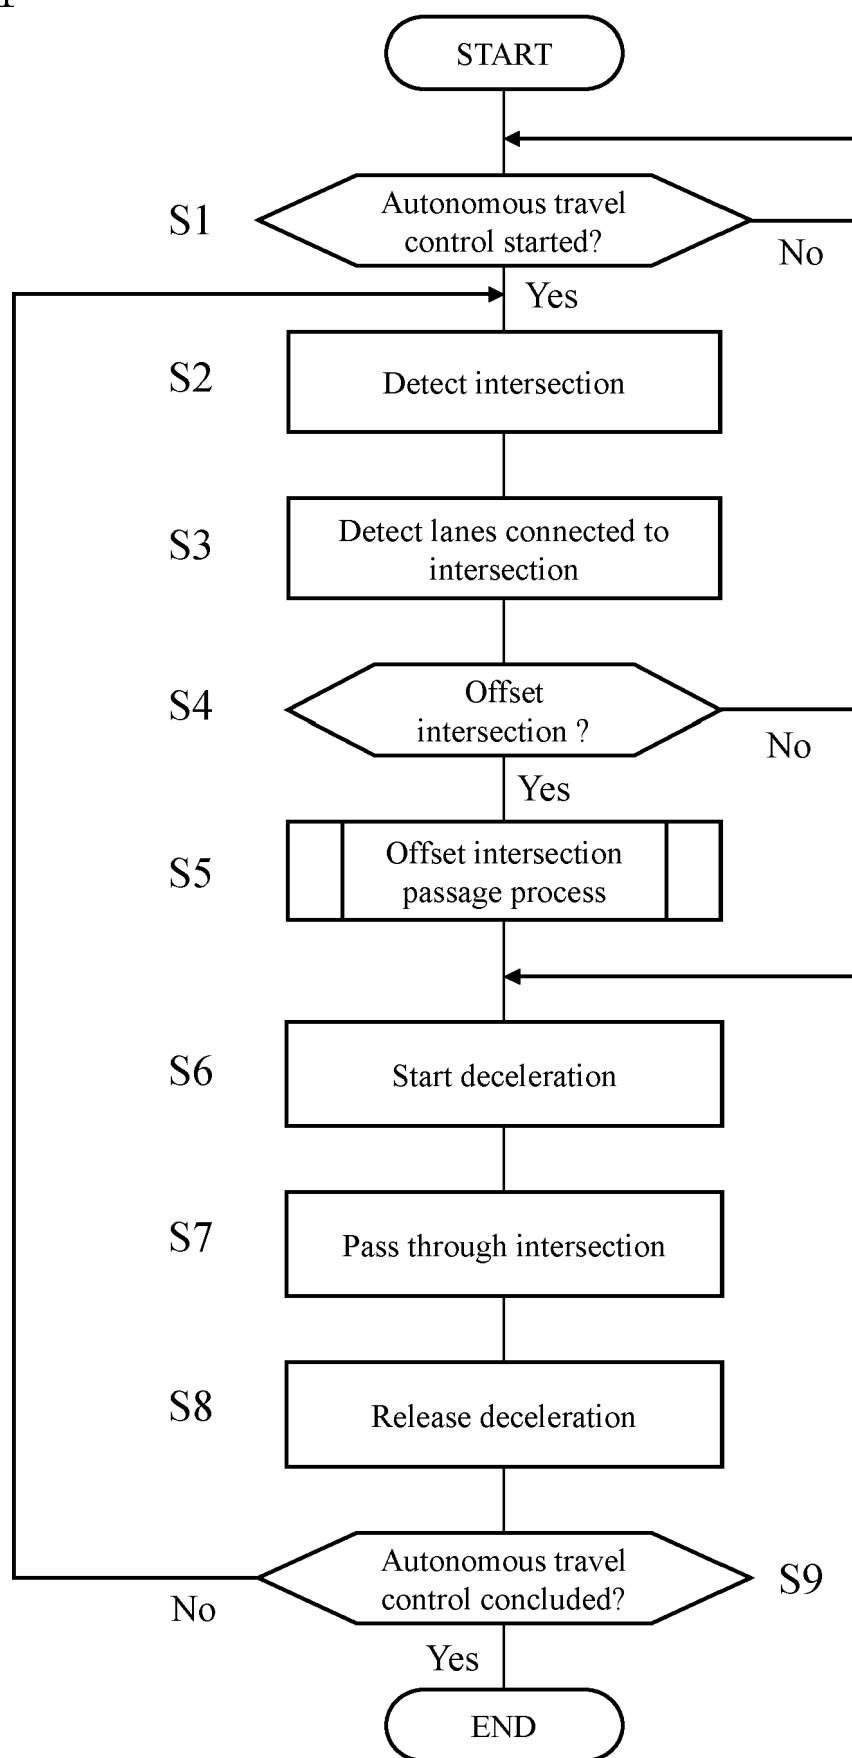 START
S1
Autonomous travel
control started?
No
Yes
S2
Detect intersection
S3
Detect lanes connected to
intersection
S4
Offset
intersection ?
No
Yes
S5
Offset intersection
passage process
S6
Start deceleration
S7
Pass through intersection
S8
Release deceleration
Autonomous travel
control concluded?
S9
No
Yes
END